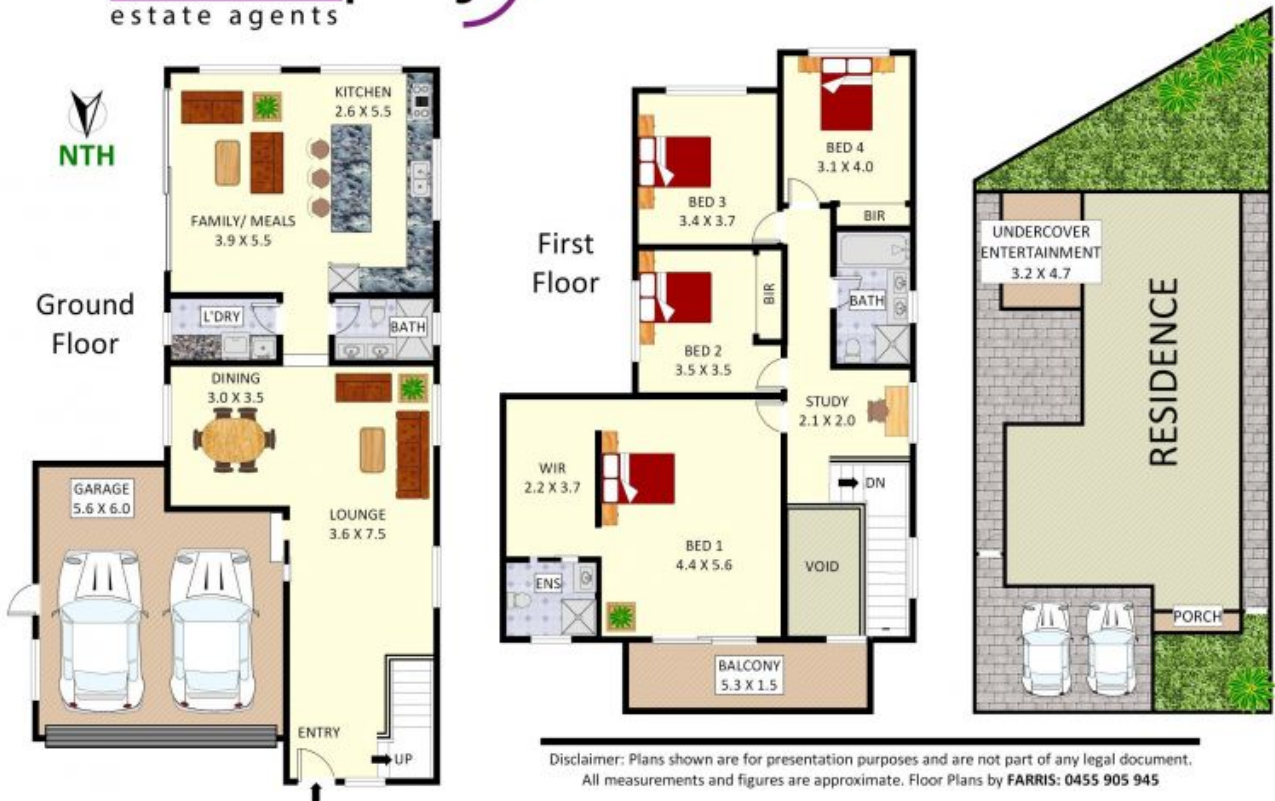 estate agents
NTH
Ground
Floor
KITCHEN
2.6 X 5.5
FAMILY/ MEALS
3.9 X 5.5
L'DRY
BATH
DINING
3.0 X 3.5
GARAGE
5.6 X 6.0
LOUNGE
3.6 X 7.5
ENTRY
UP
First
Floor
BED 4
3.1 X 4.0
BIR
BED 3
3.4 X 3.7
BIR
BED 2
3.5 X 3.5
BATH
STUDY
2.1 X 2.0
WIR
2.2 X 3.7
DN
BED 1
4.4 X 5.6
VOID
ENS
BALCONY
5.3 X 1.5
UNDERCOVER
ENTERTAINMENT
3.2 X 4.7
RESIDENCE
PORCH
Disclaimer: Plans shown are for presentation purposes and are not part of any legal document.
All measurements and figures are approximate. Floor Plans by FARRIS: 0455 905 945